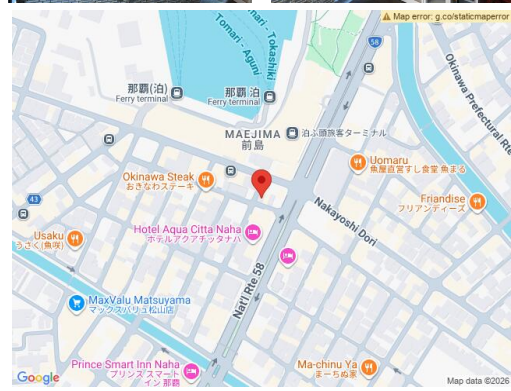 Map error: g.co/staticmaperror
Tomari - Tokashiki
Tomari - Aguni
58
那覇(泊)
Ferry terminal
那覇 泊
Ferry terminal
Okinawa Prefectural Rte
MAEJIMA
前島
泊ふ頭旅客ターミナル
Uomaru
魚屋直営すし食堂 魚まる
Okinawa Steak
おきなわステーキ
43
Friandise
フリアンディーズ
Nakayoshi Dori
Hotel Aqua Citta Naha
ホテルアクアチッタナハ
Usaku
うさく(魚咲)
Nat'l Rte 58
MaxValu Matsuyama
マックスバリュ松山店
Prince Smart
Inn Naha
プリンス スマート
イン 那覇
Ma-chinu Ya
まーちぬ家
Google
Map data ©2026